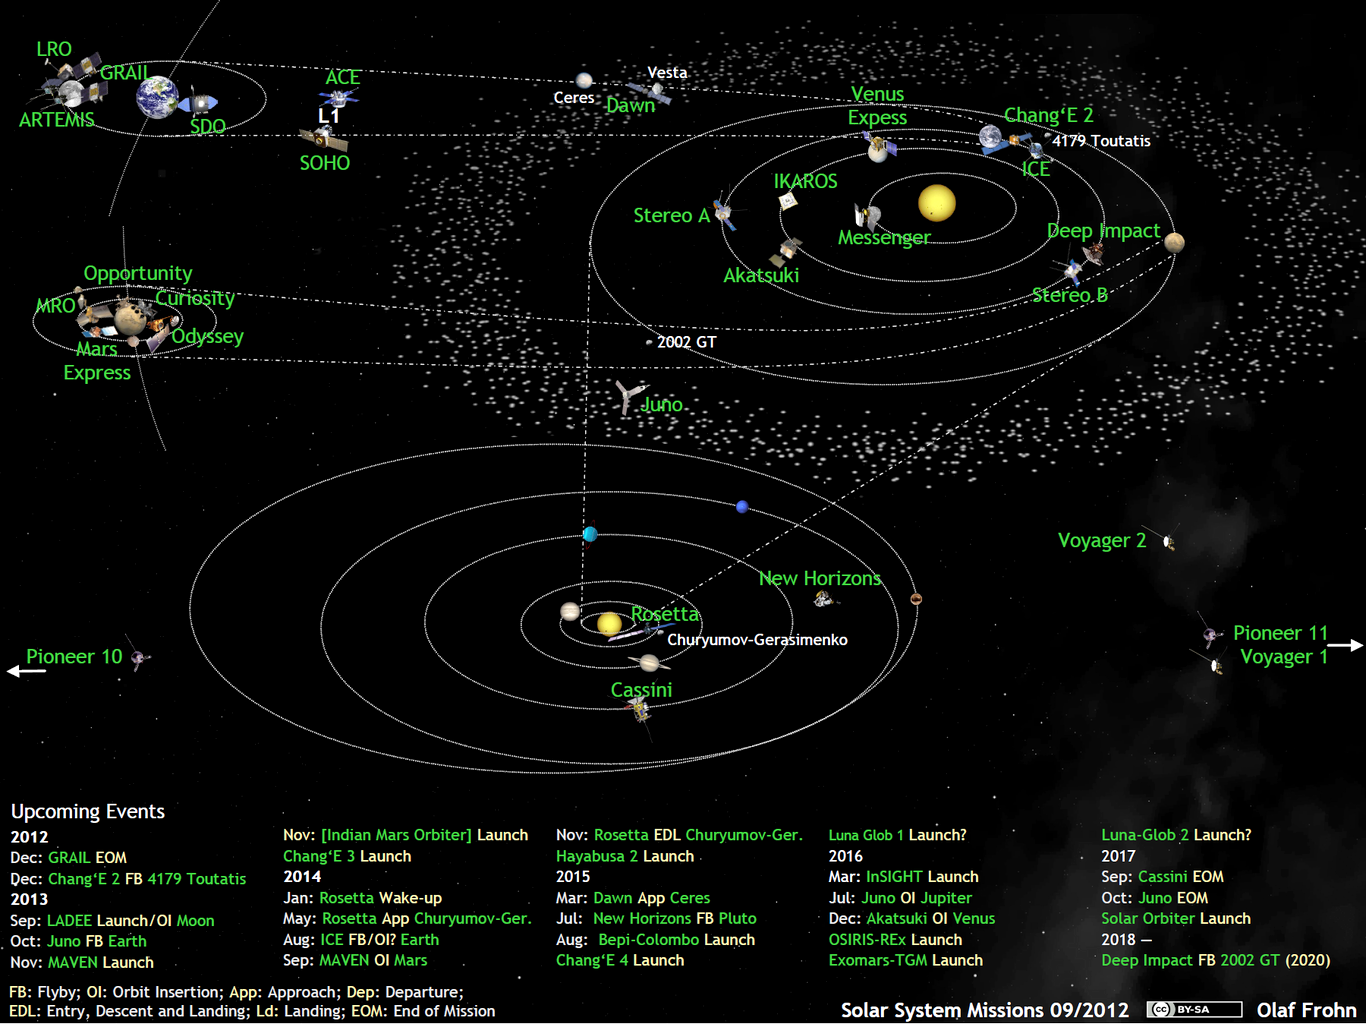 LRO
GRAIL
ARTEMIS
SDO
ACE
L1
SOHO
Ceres
Vesta
Dawn
Venus
Expess
Chang‘E 2
4179 Toutatis
ICE
IKAROS
Stereo A
Messenger
Akatsuki
Deep Impact
Stereo B
Opportunity
MRO
Curiosity
Odyssey
Mars
Express
2002 GT
Juno
Voyager 2
New Horizons
Rosetta
Churyumov-Gerasimenko
Pioneer 11
Voyager 1
Pioneer 10
Cassini
Upcoming Events
2012
Dec: GRAIL EOM
Dec: Chang‘E 2 FB 4179 Toutatis
2013
Sep: LADEE Launch/OI Moon
Oct: Juno FB Earth
Nov: MAVEN Launch
Nov: [Indian Mars Orbiter] Launch
Chang‘E 3 Launch
2014
Jan: Rosetta Wake-up
May: Rosetta App Churyumov-Ger.
Aug: ICE FB/OI? Earth
Sep: MAVEN OI Mars
Nov: Rosetta EDL Churyumov-Ger.
Hayabusa 2 Launch
2015
Mar: Dawn App Ceres
Jul: New Horizons FB Pluto
Aug: Bepi-Colombo Launch
Chang‘E 4 Launch
Luna Glob 1 Launch?
2016
Mar: InSIGHT Launch
Jul: Juno OI Jupiter
Dec: Akatsuki OI Venus
OSIRIS-REx Launch
Exomars-TGM Launch
Luna-Glob 2 Launch?
2017
Sep: Cassini EOM
Oct: Juno EOM
Solar Orbiter Launch
2018 —
Deep Impact FB 2002 GT (2020)
FB: Flyby; OI: Orbit Insertion; App: Approach; Dep: Departure;
EDL: Entry, Descent and Landing; Ld: Landing; EOM: End of Mission
Solar System Missions 09/2012 cc BY-SA Olaf Frohn